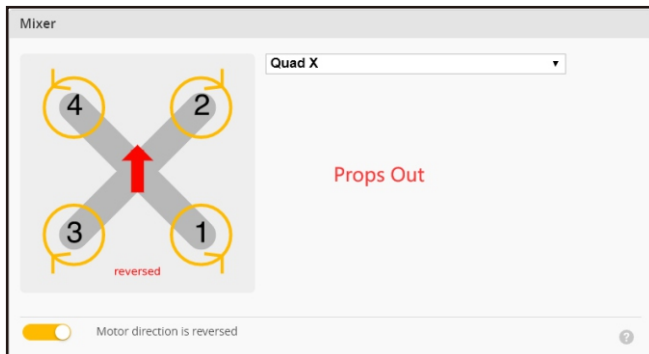 Mixer
Quad X
4
2
Props Out
3
1
reversed
Motor direction is reversed
?